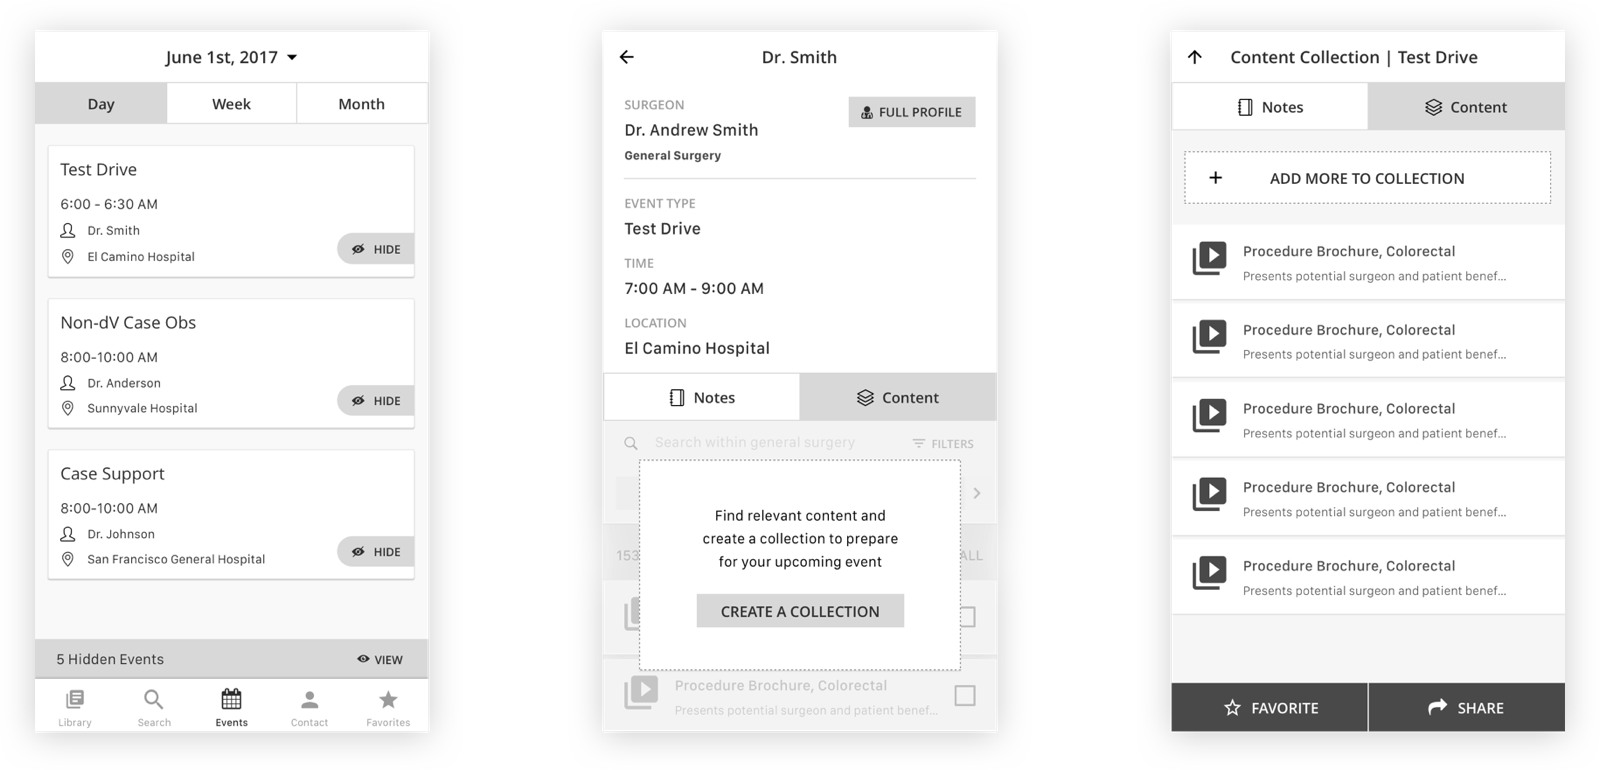 June 1st, 2017
Day
Week
Month
Test Drive
6:00 - 6:30 AM
Dr. Smith
El Camino Hospital
HIDE
Non-dV Case Obs
8:00-10:00 AM
Dr. Anderson
Sunnyvale Hospital
HIDE
Case Support
8:00-10:00 AM
Dr. Johnson
San Francisco General Hospital
HIDE
5 Hidden Events
VIEW
Library
Search
Events
Contact
Favorites
Dr. Smith
SURGEON
FULL PROFILE
Dr. Andrew Smith
General Surgery
EVENT TYPE
Test Drive
TIME
7:00 AM - 9:00 AM
LOCATION
El Camino Hospital
Notes
Content
Search within general surgery
FILTERS
Find relevant content and
create a collection to prepare
for your upcoming event
153
ALL
CREATE A COLLECTION
Procedure Brochure, Colorectal
Presents potential surgeon and patient benef...
Content Collection | Test Drive
Notes
Content
+ ADD MORE TO COLLECTION
Procedure Brochure, Colorectal
Presents potential surgeon and patient benef...
Procedure Brochure, Colorectal
Presents potential surgeon and patient benef...
Procedure Brochure, Colorectal
Presents potential surgeon and patient benef...
Procedure Brochure, Colorectal
Presents potential surgeon and patient benef...
Procedure Brochure, Colorectal
Presents potential surgeon and patient benef...
FAVORITE
SHARE